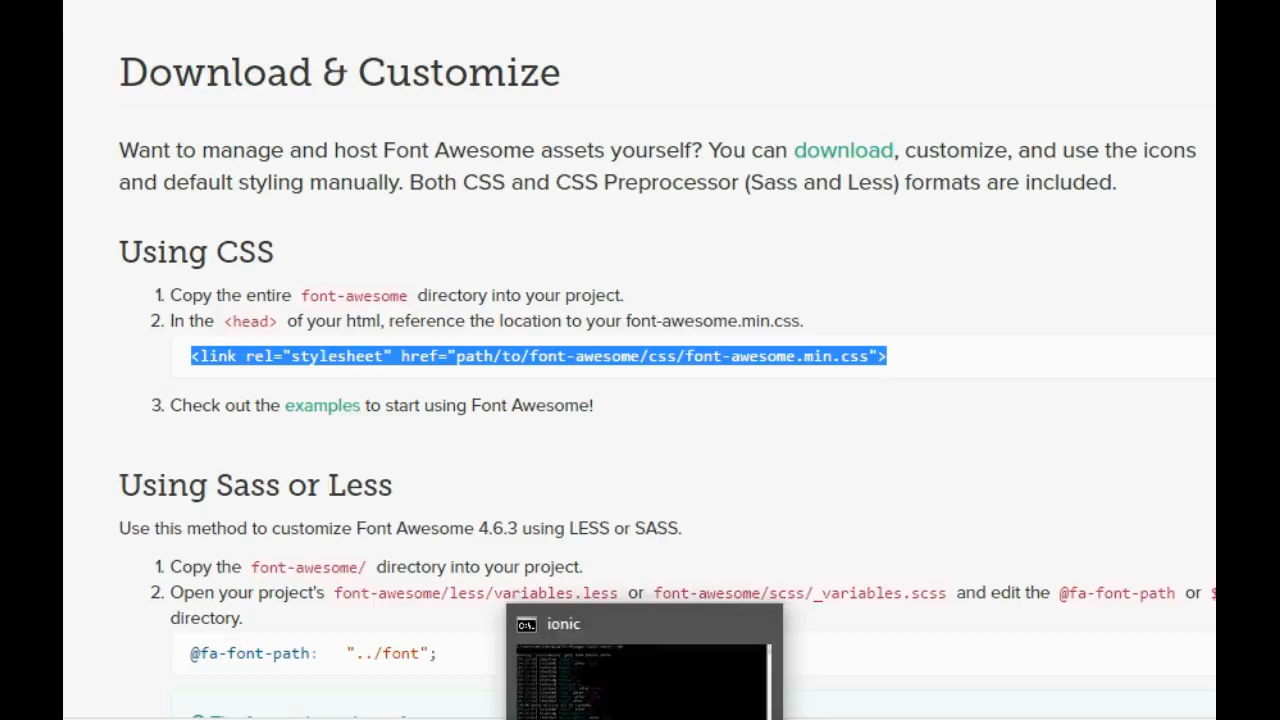 Download & Customize
Want to manage and host Font Awesome assets yourself? You can download, customize, and use the icons
and default styling manually. Both CSS and CSS Preprocessor (Sass and Less) formats are included.
Using CSS
1. Copy the entire font-awesome directory into your project.
2. In the <head> of your html, reference the location to your font-awesome.min.css.
<link rel="stylesheet" href="path/to/font-awesome/css/font-awesome.min.css">
3. Check out the examples to start using Font Awesome!
Using Sass or Less
Use this method to customize Font Awesome 4.6.3 using LESS or SASS.
1. Copy the font-awesome/ directory into your project.
2. Open your project's font-awesome/less/variables.less or font-awesome/scss/_variables.scss and edit the @fa-font-path or $
directory.
C:\. ionic
@fa-font-path: "../font";